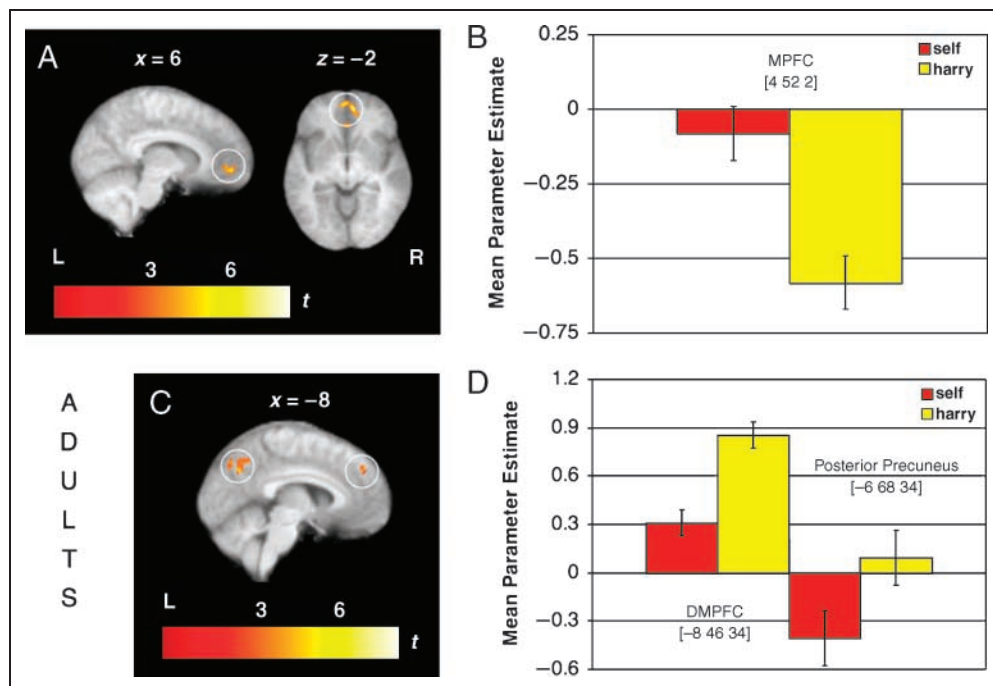 A
x = 6
z = −2
L
R
3
6
t
B
0.25
0
−0.25
−0.5
−0.75
Mean Parameter Estimate
MPFC
[4 52 2]
self
harry
A
D
U
L
T
S
C
x = −8
L
3
6
t
D
1.2
0.9
0.6
0.3
0
−0.3
−0.6
Mean Parameter Estimate
self
harry
Posterior Precuneus
[−6 68 34]
DMPFC
[−8 46 34]